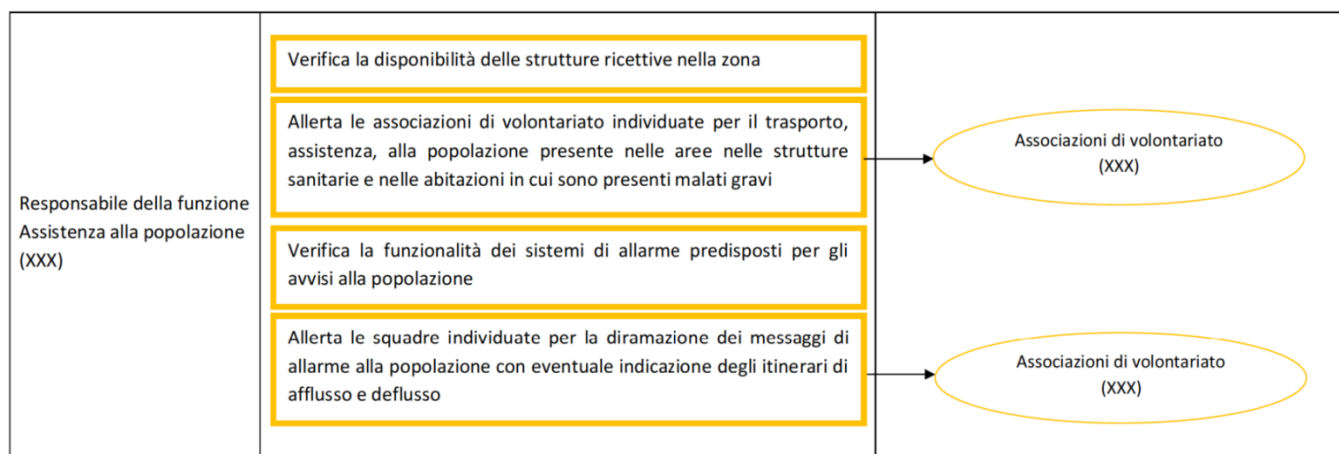 Responsabile della funzione
Assistenza alla popolazione
(XXX)
Verifica la disponibilità delle strutture ricettive nella zona
Allerta le associazioni di volontariato individuate per il trasporto,
assistenza, alla popolazione presente nelle aree nelle strutture
sanitarie e nelle abitazioni in cui sono presenti malati gravi
Associazioni di volontariato
(XXX)
Verifica la funzionalità dei sistemi di allarme predisposti per gli
avvisi alla popolazione
Allerta le squadre individuate per la diramazione dei messaggi di
allarme alla popolazione con eventuale indicazione degli itinerari di
afflusso e deflusso
Associazioni di volontariato
(XXX)